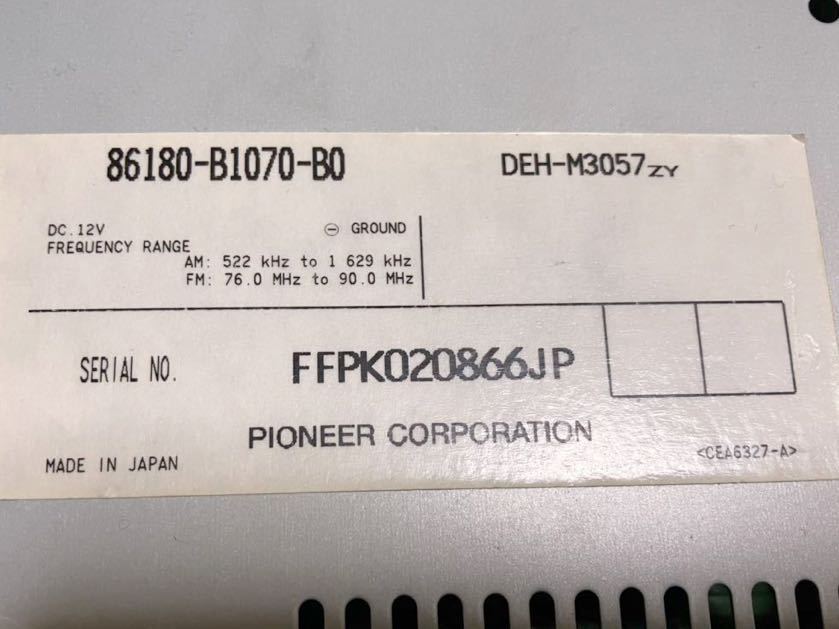 86180-B1070-B0
DEH-M3057ZY
DC.12V
⊖ GROUND
FREQUENCY RANGE
AM: 522 kHz to 1 629 kHz
FM: 76.0 MHz to 90.0 MHz
SERIAL NO.
FFPK020866JP
PIONEER CORPORATION
MADE IN JAPAN
<CEA6327-A>